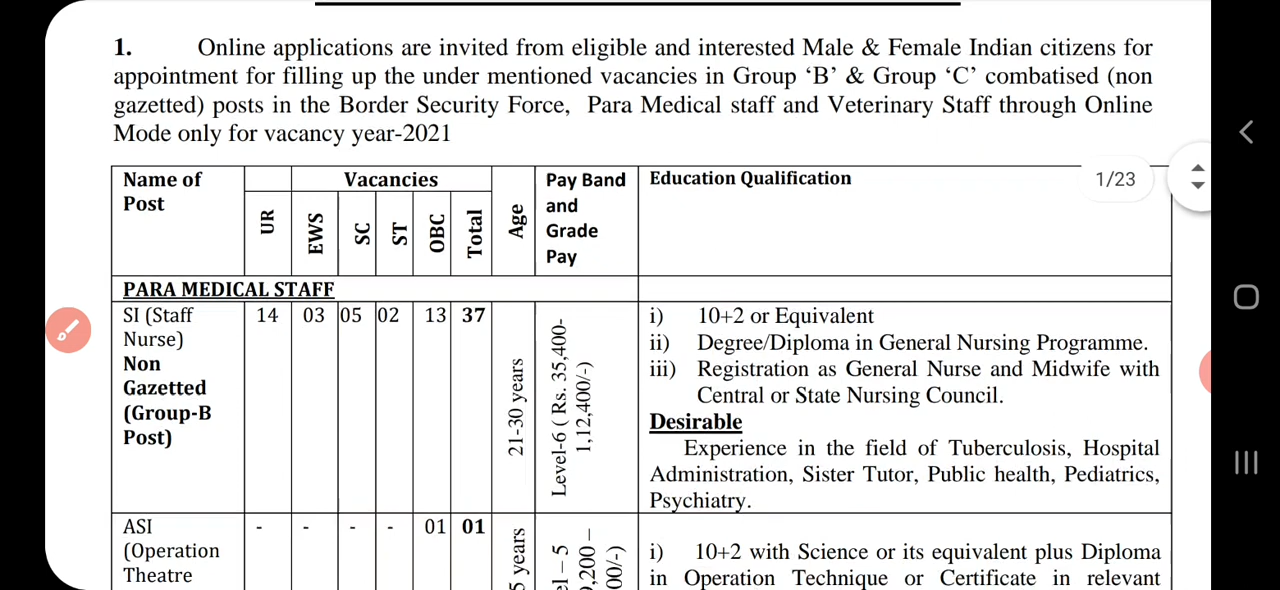 1. Online applications are invited from eligible and interested Male & Female Indian citizens for
appointment for filling up the under mentioned vacancies in Group ‘B’ & Group ‘C’ combatised (non
gazetted) posts in the Border Security Force, Para Medical staff and Veterinary Staff through Online
Mode only for vacancy year-2021
1/23
Name of
Post
Vacancies
UR
EWS
SC
ST
OBC
Total
Age
Pay Band
and
Grade
Pay
Education Qualification
PARA MEDICAL STAFF
SI (Staff
Nurse)
Non
Gazetted
(Group-B
Post)
14 03 05 02 13 37
21-30 years
Level-6 ( Rs. 35,400-
1,12,400/-)
i) 10+2 or Equivalent
ii) Degree/Diploma in General Nursing Programme.
iii) Registration as General Nurse and Midwife with
Central or State Nursing Council.
Desirable
Experience in the field of Tuberculosis, Hospital
Administration, Sister Tutor, Public health, Pediatrics,
Psychiatry.
ASI
(Operation
Theatre
- - - - 01 01
years
i) 10+2 with Science or its equivalent plus Diploma
in Operation Technique or Certificate in relevant